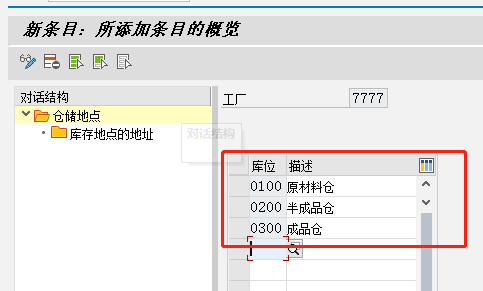 新条目：所添加条目的概览
对话结构
仓储地点
库存地点的地址
对话结构
工厂 7777
库位 描述
0100 原材料仓
0200 半成品仓
0300 成品仓